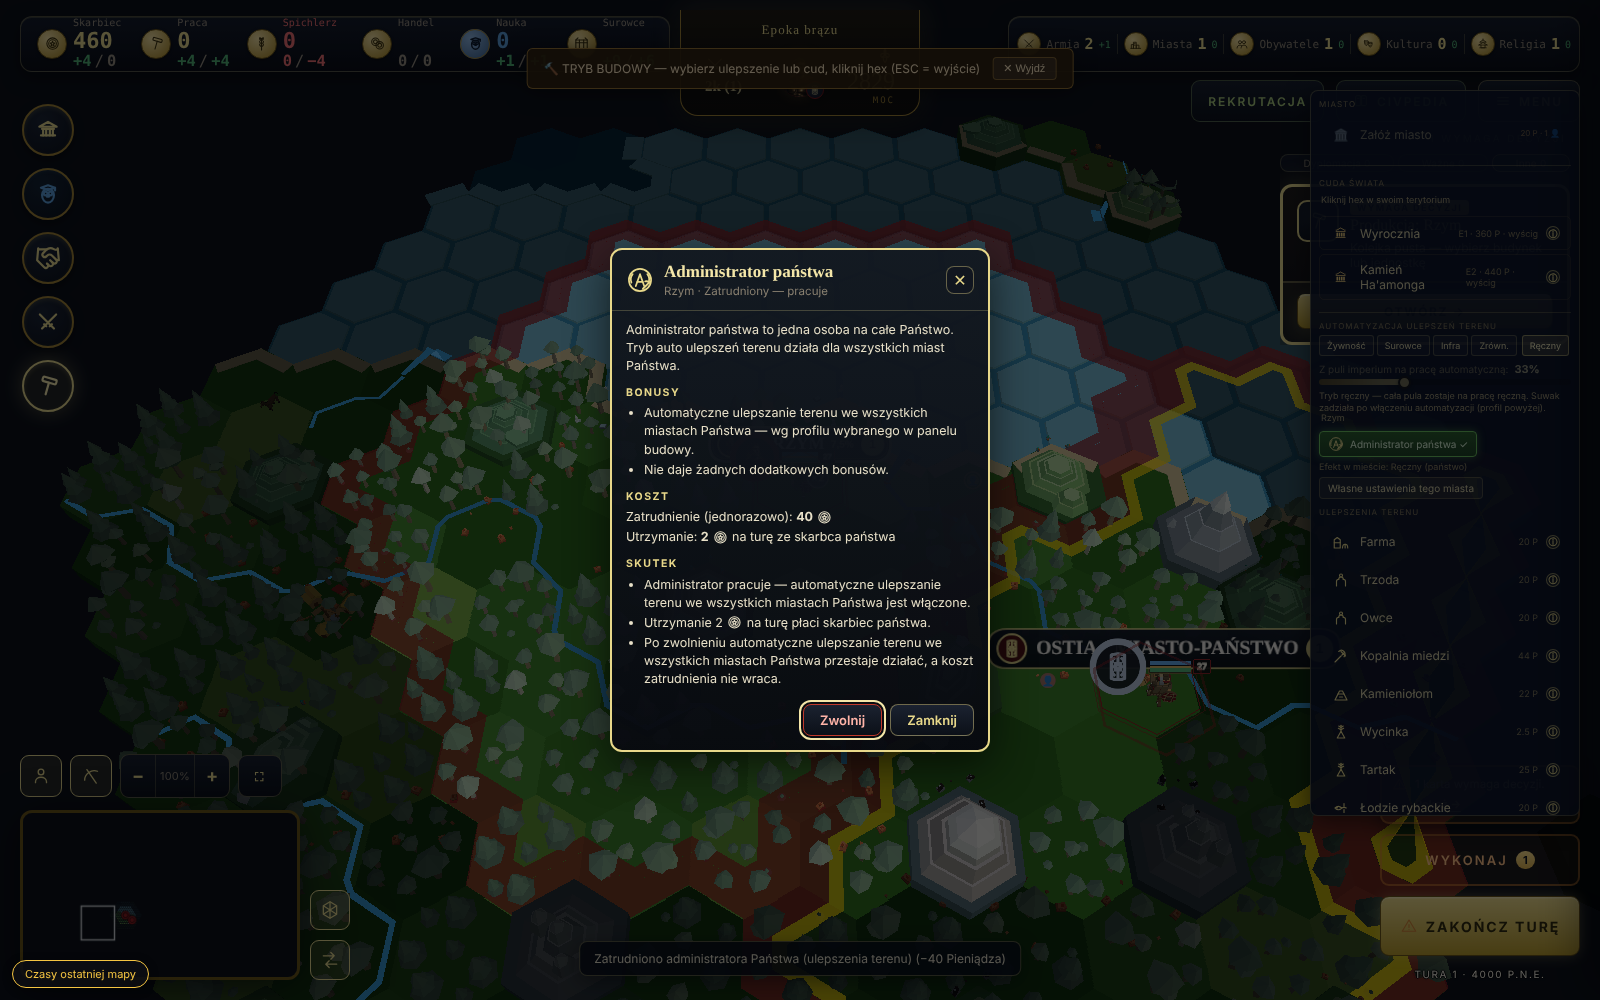 Skarbiec
460
+4 / 0
Praca
0
+4 / +4
Spichlerz
0
0 / −4
Handel
0 / 0
Nauka
0
+1 /
Surowce
Epoka brązu
MOC
Armia 2 +1
Miasta 1 0
Obywatele 1 0
Kultura 0 0
Religia 1 0
TRYB BUDOWY — wybierz ulepszenie lub cud, kliknij hex (ESC = wyjście)
✕ Wyjdź
REKRUTACJA
MIASTO
Załóż miasto
20 P · 1
CUDA ŚWIATA
Kliknij hex w swoim terytorium
Wyrocznia
E1 · 360 P · wyścig
Kamień Ha'amonga
E2 · 440 P · wyścig
AUTOMATYZACJA ULEPSZEŃ TERENU
Żywność
Surowce
Infra
Zrówn.
Ręczny
Z puli imperium na pracę automatyczną: 33%
Tryb ręczny — cała pula zostaje na pracę ręczną. Suwak
zadziała po włączeniu automatyzacji (profil powyżej).
Rzym
Administrator państwa ✓
Efekt w mieście: Ręczny (państwo)
Własne ustawienia tego miasta
ULEPSZENIA TERENU
Farma
20 P
Trzoda
20 P
Owce
20 P
Kopalnia miedzi
44 P
Kamieniołom
22 P
Wycinka
2.5 P
Tartak
25 P
Łodzie rybackie
20 P
Administrator państwa
Rzym · Zatrudniony — pracuje
✕
Administrator państwa to jedna osoba na całe Państwo.
Tryb auto ulepszeń terenu działa dla wszystkich miast
Państwa.
BONUSY
• Automatyczne ulepszanie terenu we wszystkich
miastach Państwa — wg profilu wybranego w panelu
budowy.
• Nie daje żadnych dodatkowych bonusów.
KOSZT
Zatrudnienie (jednorazowo): 40
Utrzymanie: 2 na turę ze skarbca państwa
SKUTEK
• Administrator pracuje — automatyczne ulepszanie
terenu we wszystkich miastach Państwa jest włączone.
• Utrzymanie 2 na turę płaci skarbiec państwa.
• Po zwolnieniu automatyczne ulepszanie terenu we
wszystkich miastach Państwa przestaje działać, a koszt
zatrudnienia nie wraca.
Zwolnij
Zamknij
OSTIA
27
− 100% +
Czasy ostatniej mapy
Zatrudniono administratora Państwa (ulepszenia terenu) (−40 Pieniądza)
WYKONAJ 1
ZAKOŃCZ TURĘ
TURA 1 · 4000 P.N.E.